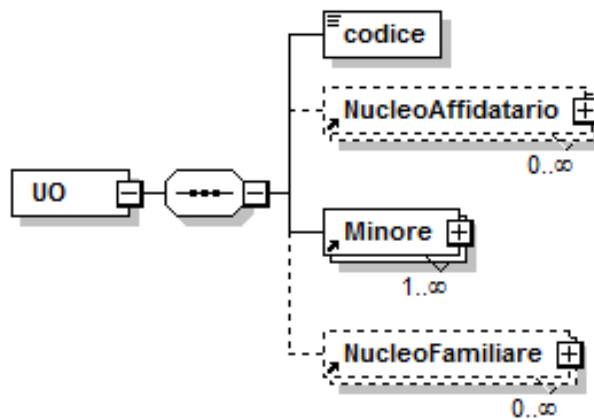 codice
NucleoAffidatario
0..∞
UO
Minore
1..∞
NucleoFamiliare
0..∞